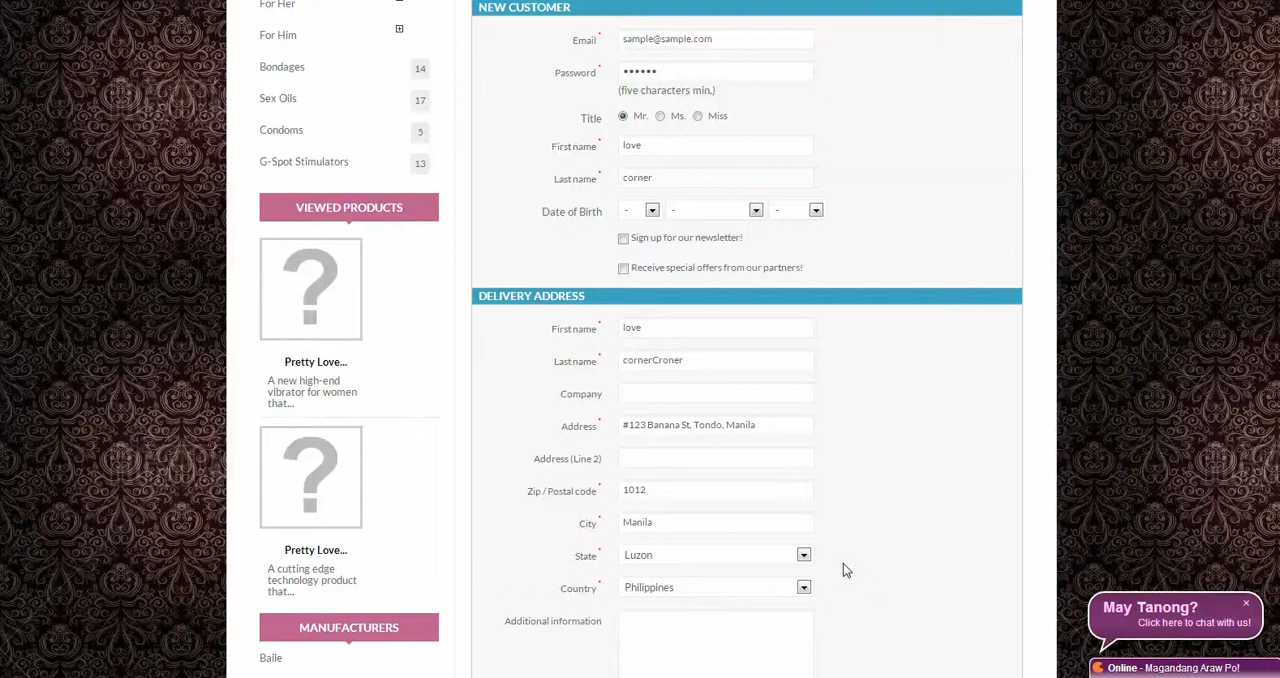 For Her
For Him
Bondages 14
Sex Oils 17
Condoms 5
G-Spot Stimulators 13
VIEWED PRODUCTS
?
Pretty Love...
A new high-end
vibrator for women
that...
?
Pretty Love...
A cutting edge
technology product
that...
MANUFACTURERS
Baile
NEW CUSTOMER
Email* sample@sample.com
Password* ••••••
(five characters min.)
Title Mr. Ms. Miss
First name* love
Last name* corner
Date of Birth - - -
Sign up for our newsletter!
Receive special offers from our partners!
DELIVERY ADDRESS
First name* love
Last name* cornerCroner
Company
Address* #123 Banana St, Tondo, Manila
Address (Line 2)
Zip / Postal code* 1012
City* Manila
State* Luzon
Country* Philippines
Additional information
May Tanong? ×
Click here to chat with us!
Online - Magandang Araw Po!